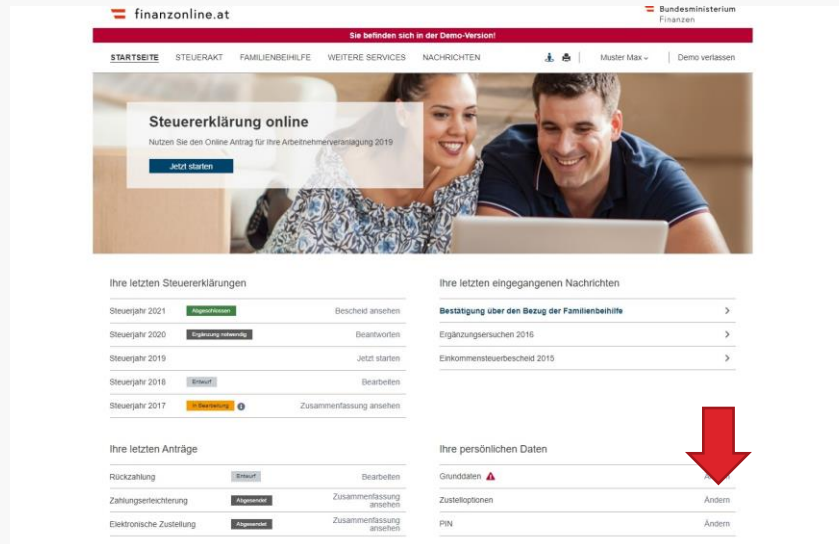 finanzonline.at
Bundesministerium
Finanzen
Sie befinden sich in der Demo-Version!
STARTSEITE STEUERAKT FAMILIENBEIHILFE WEITERE SERVICES NACHRICHTEN Muster Max Demo verlassen
Steuererklärung online
Nutzen Sie den Online Antrag für Ihre Arbeitnehmerveranlagung 2019
Jetzt starten
Ihre letzten Steuererklärungen
Steuerjahr 2021 Abgeschlossen Bescheid ansehen
Steuerjahr 2020 Ergänzung notwendig Beantworten
Steuerjahr 2019 Jetzt starten
Steuerjahr 2018 Entwurf Bearbeiten
Steuerjahr 2017 In Bearbeitung Zusammenfassung ansehen
Ihre letzten eingegangenen Nachrichten
Bestätigung über den Bezug der Familienbeihilfe
Ergänzungsersuchen 2016
Einkommensteuerbescheid 2015
Ihre letzten Anträge
Rückzahlung Entwurf Bearbeiten
Zahlungserleichterung Abgesendet Zusammenfassung
ansehen
Elektronische Zustellung Abgesendet Zusammenfassung
ansehen
Ihre persönlichen Daten
Grunddaten
Zustelloptionen Ändern
PIN Ändern